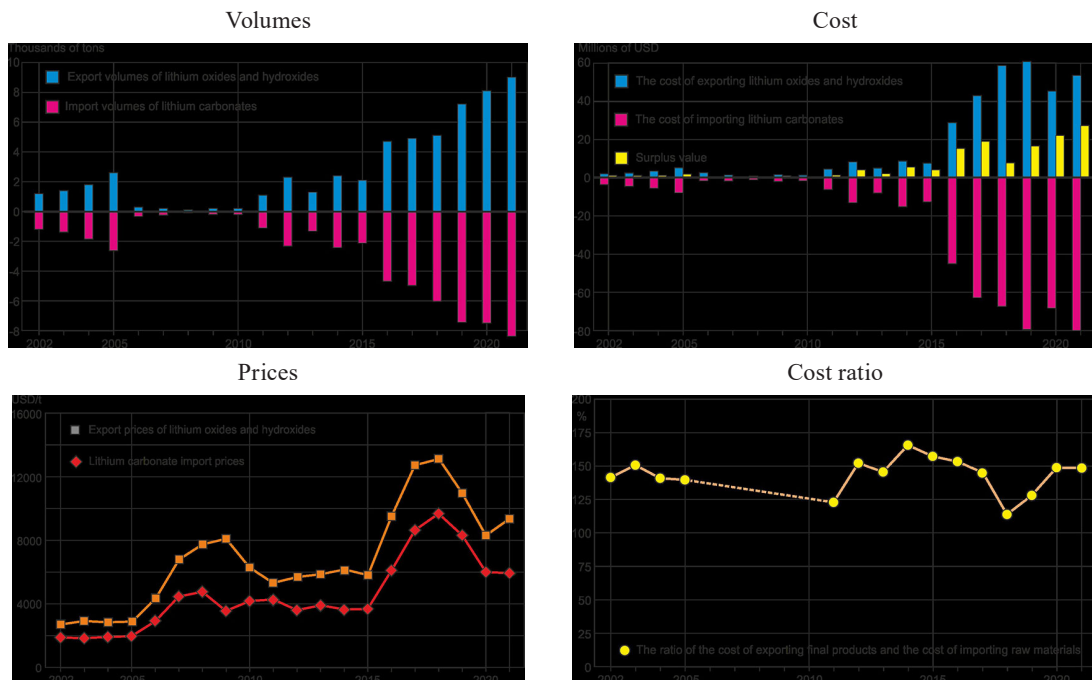 Volumes
Thousands of tons
10
Export volumes of lithium oxides and hydroxides
8
Import volumes of lithium carbonates
6
4
2
0
-2
-4
-6
-8
2002 2005 2010 2015 2020
Cost
Millions of USD
60
The cost of exporting lithium oxides and hydroxides
40
The cost of importing lithium carbonates
20
Surplus value
0
-20
-40
-60
-80
2002 2005 2010 2015 2020
Prices
USD/t
16000
Export prices of lithium oxides and hydroxides
Lithium carbonate import prices
12000
8000
4000
0
2002 2005 2010 2015 2020
Cost ratio
200
%
175
150
125
100
75
50
25
The ratio of the cost of exporting final products and the cost of importing raw materials
0
2002 2005 2010 2015 2020